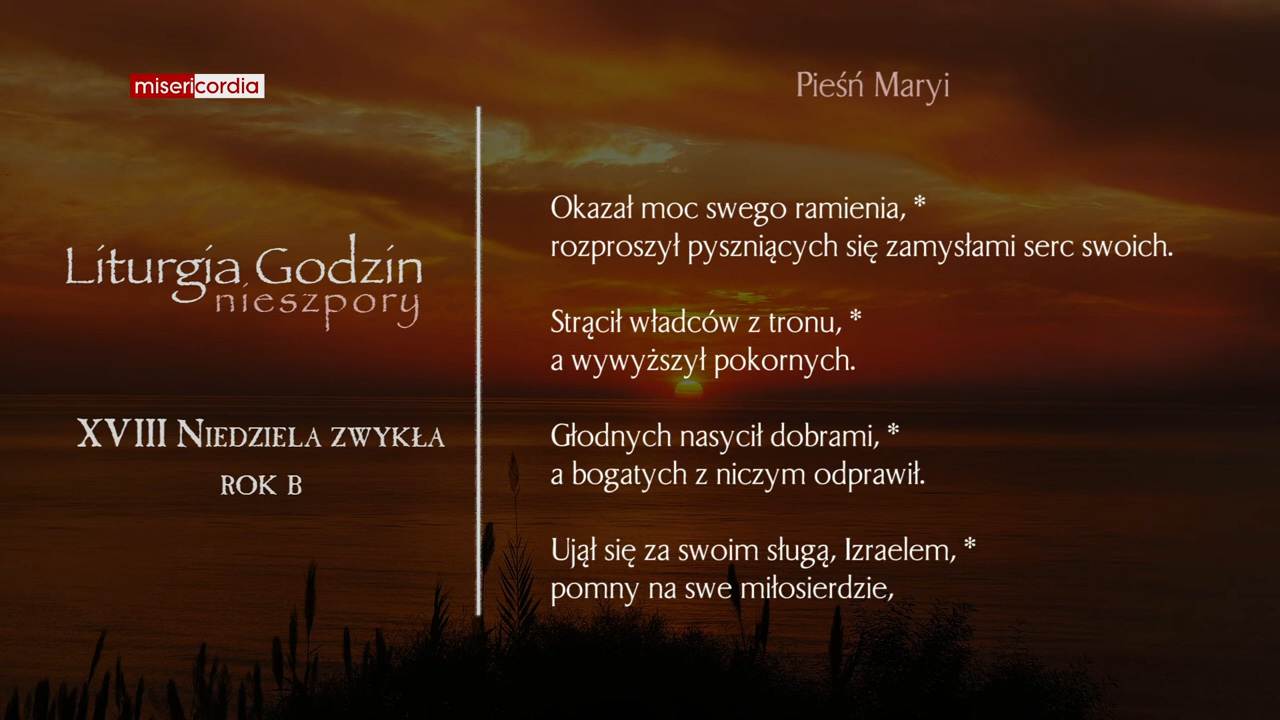 misericordia
Pieśń Maryi
Liturgia Godzin
nieszpory
XVIII Niedziela zwykła
rok B
Okazał moc swego ramienia, *
rozproszył pyszniących się zamysłami serc swoich.
Strącił władców z tronu, *
a wywyższył pokornych.
Głodnych nasycił dobrami, *
a bogatych z niczym odprawił.
Ujął się za swoim sługą, Izraelem, *
pomny na swe miłosierdzie,